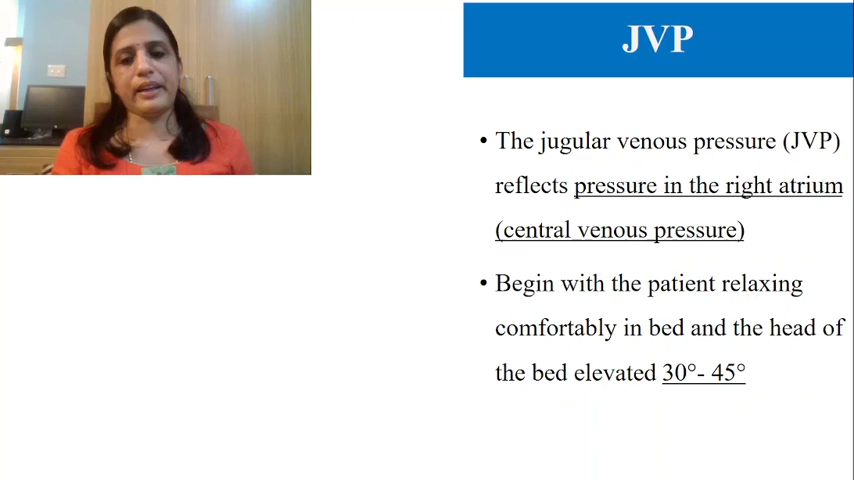 JVP
• The jugular venous pressure (JVP)
reflects pressure in the right atrium
(central venous pressure)
• Begin with the patient relaxing
comfortably in bed and the head of
the bed elevated 30°- 45°